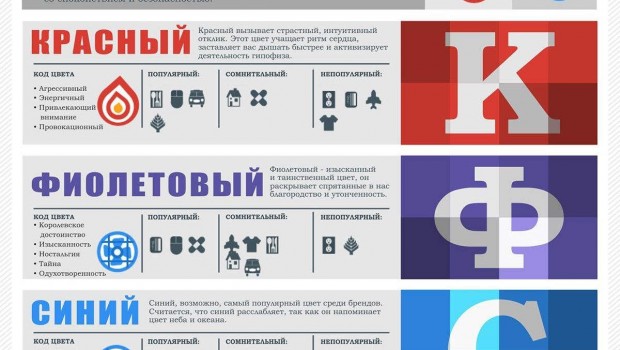 КРАСНЫЙ
Красный вызывает страстный, интуитивный
отклик. Этот цвет учащает ритм сердца,
заставляет вас дышать быстрее и активизирует
деятельность гипофиза.
КОД ЦВЕТА
• Агрессивный
• Энергичный
• Привлекающий
внимание
• Провокационный
ПОПУЛЯРНЫЙ:
СОМНИТЕЛЬНЫЙ:
НЕПОПУЛЯРНЫЙ:
К
ФИОЛЕТОВЫЙ
Фиолетовый - изысканный
и таинственный цвет, он
раскрывает спрятанные в нас
благородство и утонченность.
КОД ЦВЕТА
• Королевское
достоинство
• Изысканность
• Ностальгия
• Тайна
• Одухотворенность
ПОПУЛЯРНЫЙ:
СОМНИТЕЛЬНЫЙ:
НЕПОПУЛЯРНЫЙ:
Ф
СИНИЙ
Синий, возможно, самый популярный цвет среди брендов.
Считается, что синий расслабляет, так как он напоминает
цвет неба и океана.
КОД ЦВЕТА
ПОПУЛЯРНЫЙ:
СОМНИТЕЛЬНЫЙ:
НЕПОПУЛЯРНЫЙ:
С